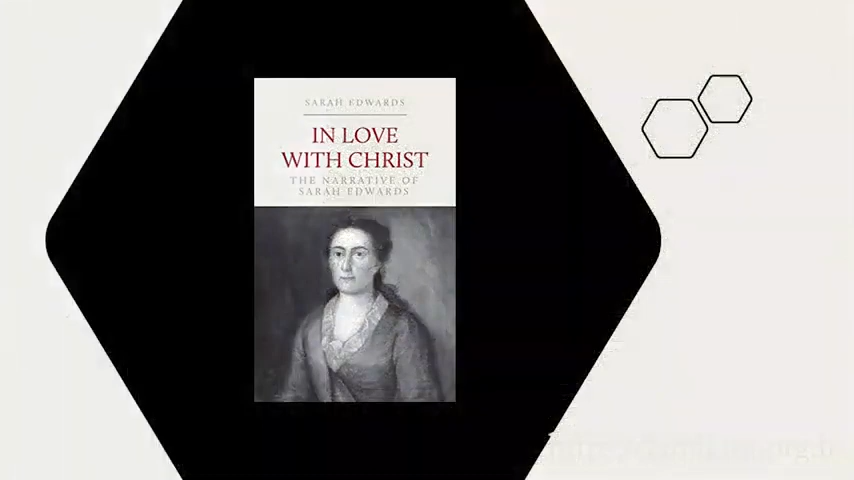 SARAH EDWARDS
IN LOVE
WITH CHRIST
THE NARRATIVE OF
SARAH EDWARDS